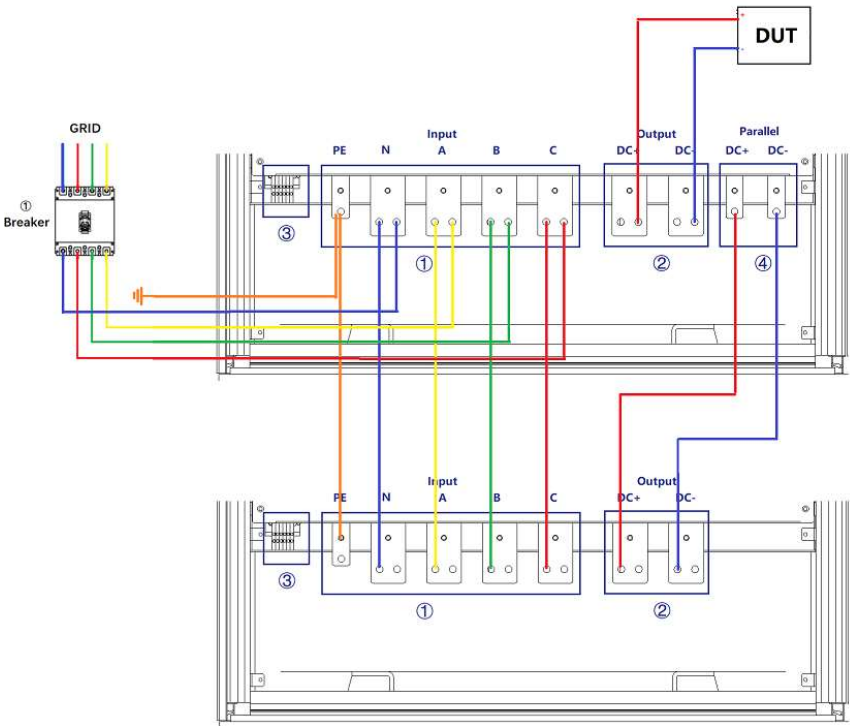 +
DUT
-
GRID
①
Breaker
Input
Output
Parallel
PE N A B C DC+ DC- DC+ DC-
③
①
②
④
Input
Output
PE N A B C DC+ DC-
③
①
②